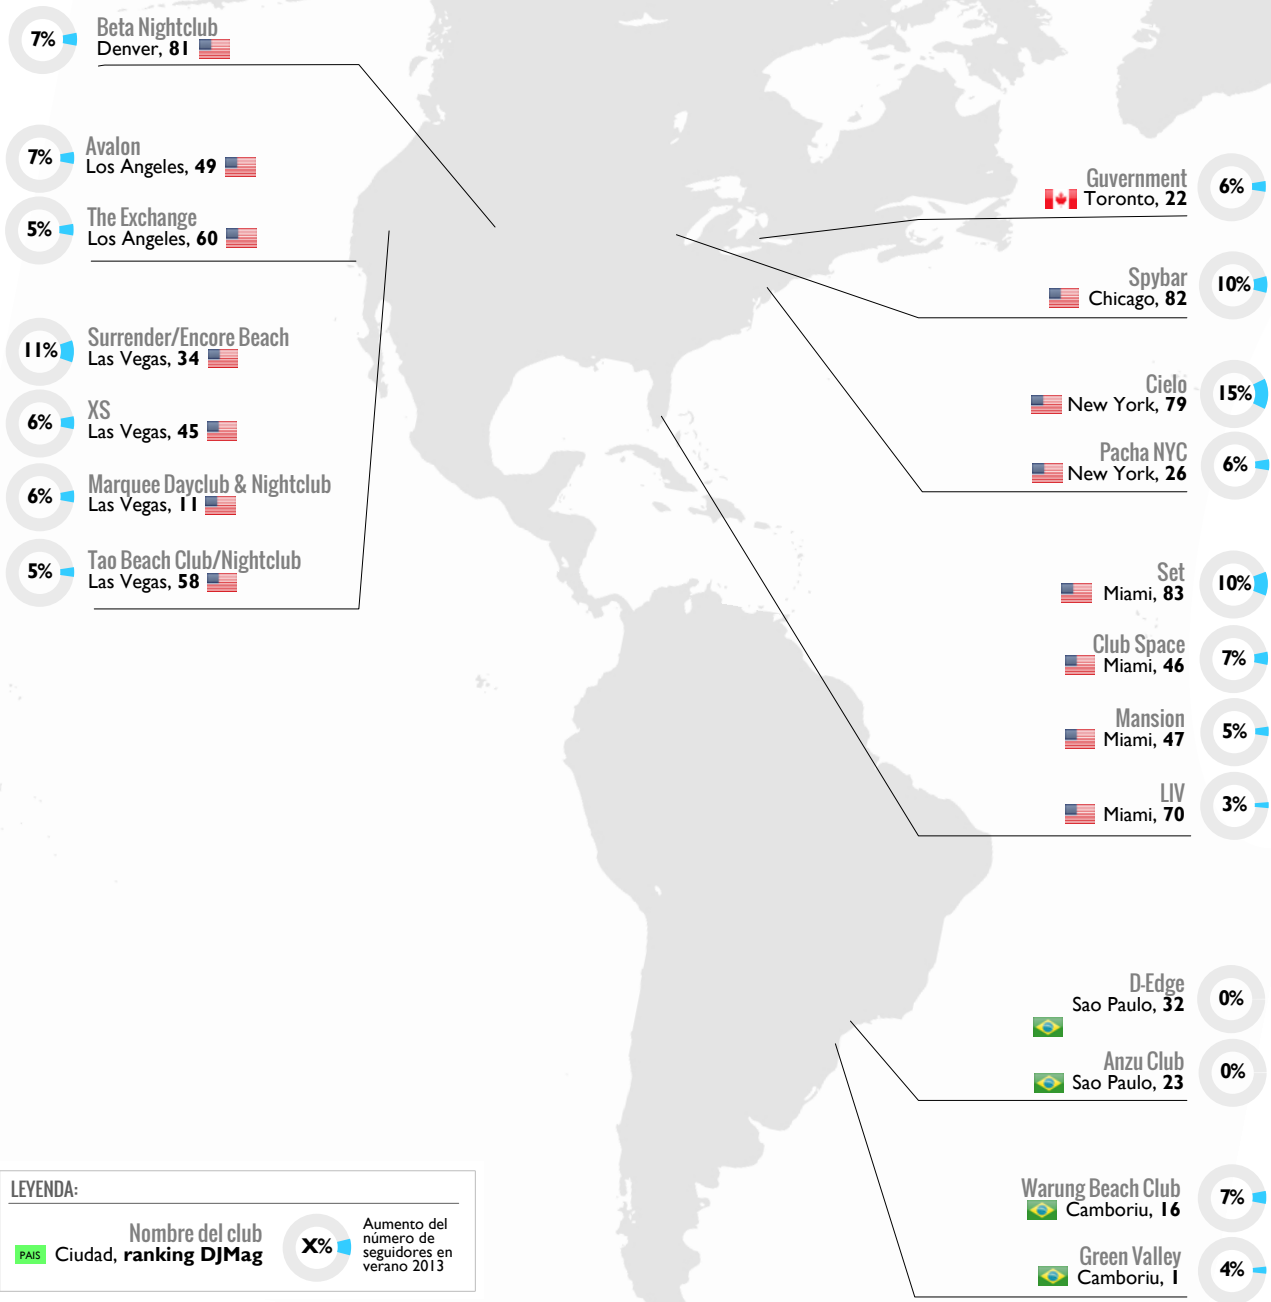 7%
Beta Nightclub
Denver, 81
7%
Avalon
Los Angeles, 49
5%
The Exchange
Los Angeles, 60
11%
Surrender/Encore Beach
Las Vegas, 34
6%
XS
Las Vegas, 45
6%
Marquee Dayclub & Nightclub
Las Vegas, 11
5%
Tao Beach Club/Nightclub
Las Vegas, 58
Guvernment
Toronto, 22
6%
Spybar
Chicago, 82
10%
Cielo
New York, 79
15%
Pacha NYC
New York, 26
6%
Set
Miami, 83
10%
Club Space
Miami, 46
7%
Mansion
Miami, 47
5%
LIV
Miami, 70
3%
D-Edge
Sao Paulo, 32
0%
Anzu Club
Sao Paulo, 23
0%
Warung Beach Club
Camboriu, 16
7%
Green Valley
Camboriu, 1
4%
LEYENDA:
Nombre del club
PAIS Ciudad, ranking DJMag
X%
Aumento del
número de
seguidores en
verano 2013